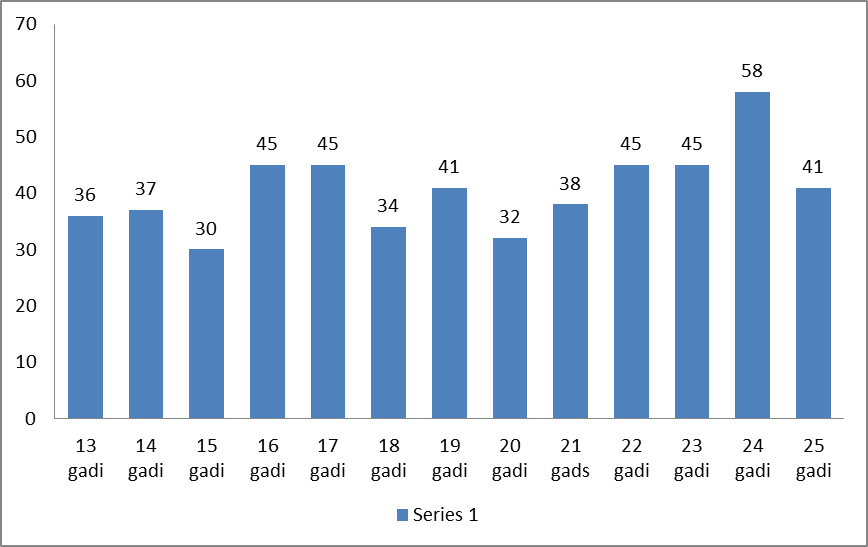 70
60
50
40
30
20
10
0
36
37
30
45
45
34
41
32
38
45
45
58
41
13 gadi
14 gadi
15 gadi
16 gadi
17 gadi
18 gadi
19 gadi
20 gadi
21 gads
22 gadi
23 gadi
24 gadi
25 gadi
Series 1